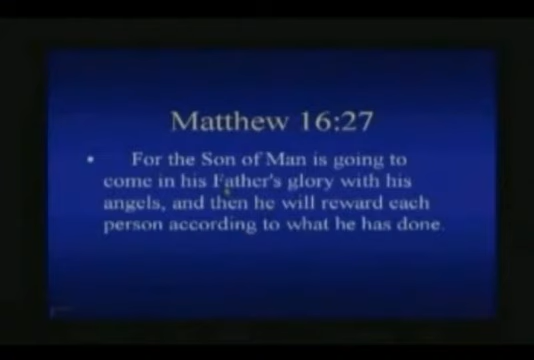 Matthew 16:27
• For the Son of Man is going to
come in his Father's glory with his
angels, and then he will reward each
person according to what he has done.